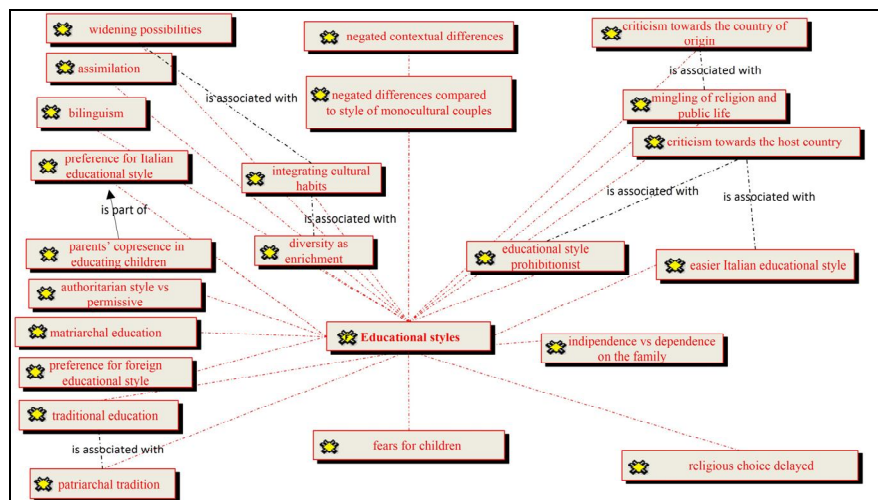 widening possibilities
negated contextual differences
criticism towards the country of
origin
assimilation
is associated with
is associated with
bilinguism
negated differences compared
to style of monocultural couples
mingling of religion and
public life
preference for Italian
educational style
integrating cultural
habits
criticism towards the host country
is part of
is associated with
is associated with
is associated with
parents' copresence in
educating children
diversity as
enrichment
educational style
prohibitionist
easier Italian educational style
authoritarian style vs
permissive
matriarchal education
Educational styles
indipendence vs dependence
on the family
preference for foreign
educational style
traditional education
is associated with
fears for children
religious choice delayed
patriarchal tradition